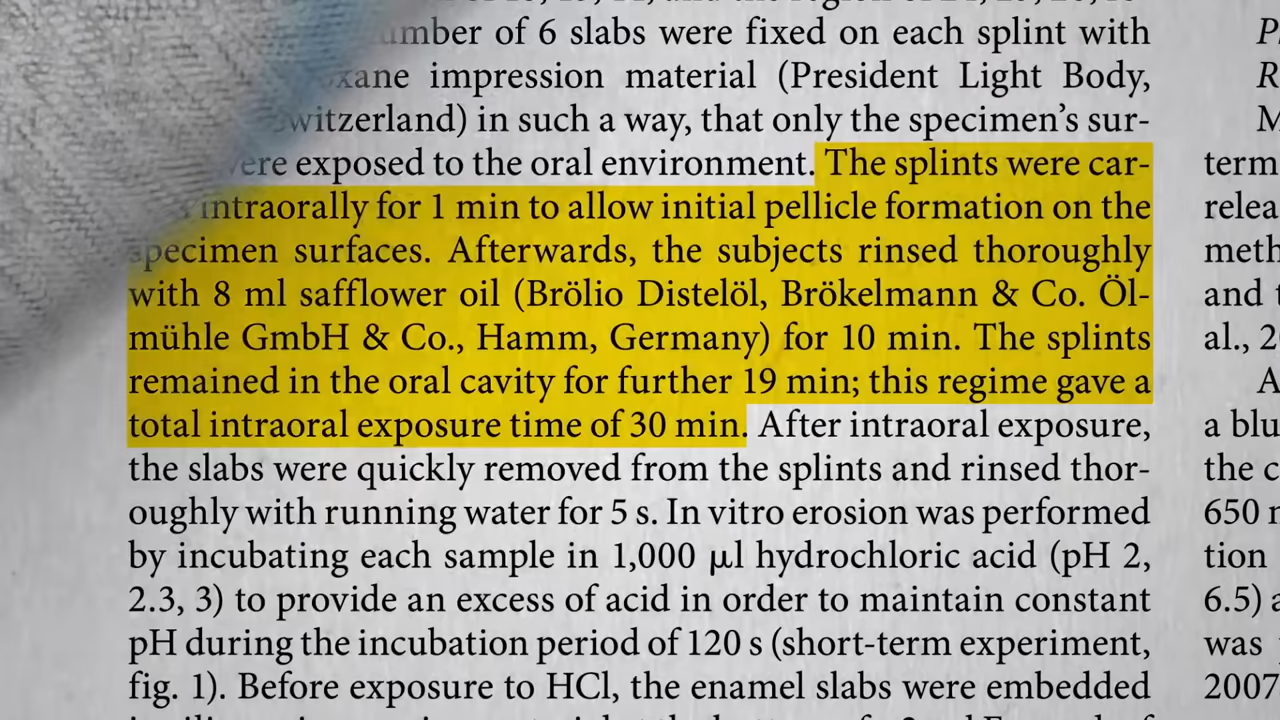 number of 6 slabs were fixed on each splint with
impression material (President Light Body,
Switzerland) in such a way, that only the specimen's sur-
were exposed to the oral environment. The splints were car-
intraorally for 1 min to allow initial pellicle formation on the
specimen surfaces. Afterwards, the subjects rinsed thoroughly
with 8 ml safflower oil (Brölio Distelöl, Brökelmann & Co. Öl-
mühle GmbH & Co., Hamm, Germany) for 10 min. The splints
remained in the oral cavity for further 19 min; this regime gave a
total intraoral exposure time of 30 min. After intraoral exposure,
the slabs were quickly removed from the splints and rinsed thor-
oughly with running water for 5 s. In vitro erosion was performed
by incubating each sample in 1,000 μl hydrochloric acid (pH 2,
2.3, 3) to provide an excess of acid in order to maintain constant
pH during the incubation period of 120 s (short-term experiment,
fig. 1). Before exposure to HCl, the enamel slabs were embedded
term
relea
meth
and t
al., 2
A
a blu
the c
650 n
tion
6.5) a
was
2007